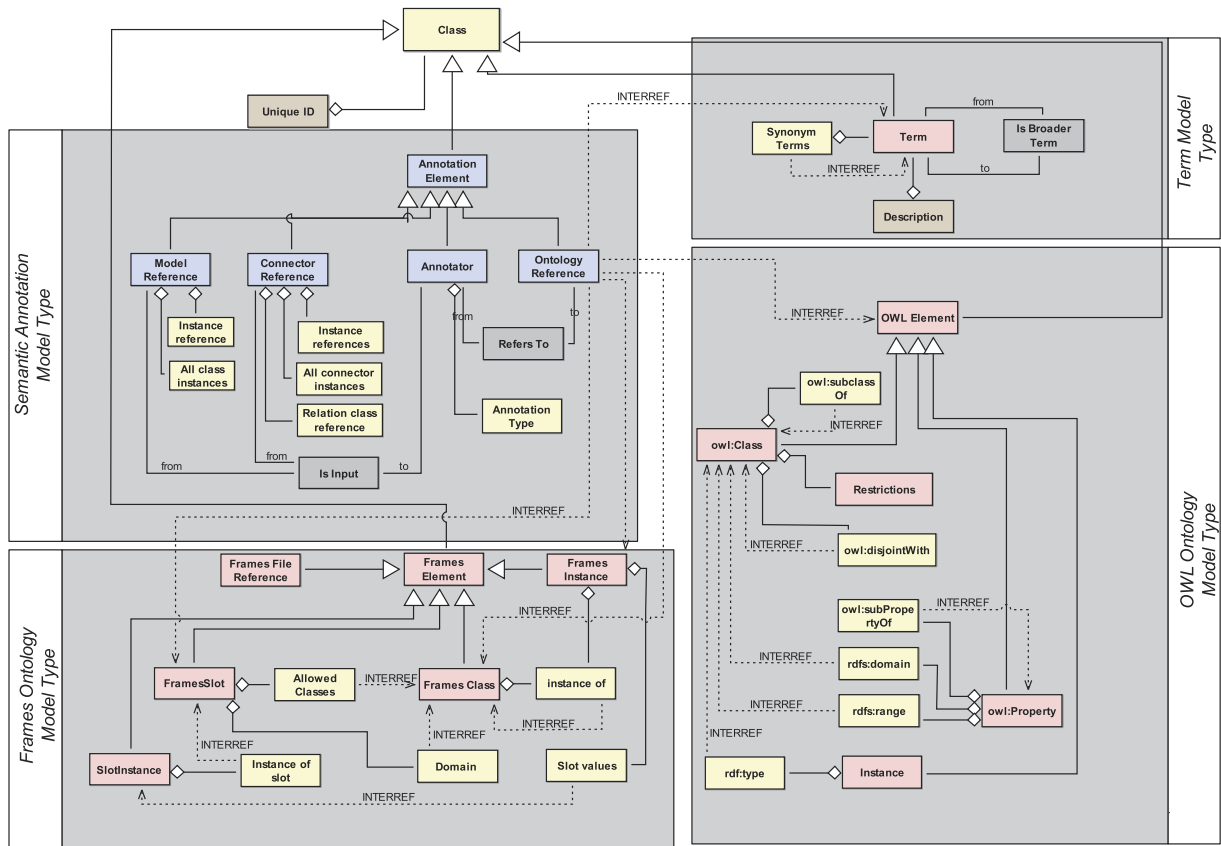 Class
Unique ID
INTERREF
Semantic Annotation
Model Type
Annotation
Element
Model
Reference
Connector
Reference
Annotator
Ontology
Reference
Instance
reference
All class
instances
Instance
references
All connector
instances
Relation class
reference
from
to
Refers To
Annotation
Type
from
from
Is Input
to
INTERREF
Term Model
Type
Synonym
Terms
INTERREF
Term
from
Is Broader
Term
to
Description
OWL Ontology
Model Type
INTERREF
OWL Element
owl:subclass
Of
INTERREF
owl:Class
Restrictions
INTERREF
owl:disjointWith
owl:subPrope
rtyOf
INTERREF
INTERREF
rdfs:domain
INTERREF
rdfs:range
owl:Property
INTERREF
rdf:type
Instance
Frames Ontology
Model Type
Frames File
Reference
Frames
Element
Frames
Instance
INTERREF
FramesSlot
Allowed
Classes
INTERREF
Frames Class
instance of
INTERREF
INTERREF
INTERREF
SlotInstance
Instance of
slot
Domain
Slot values
INTERREF